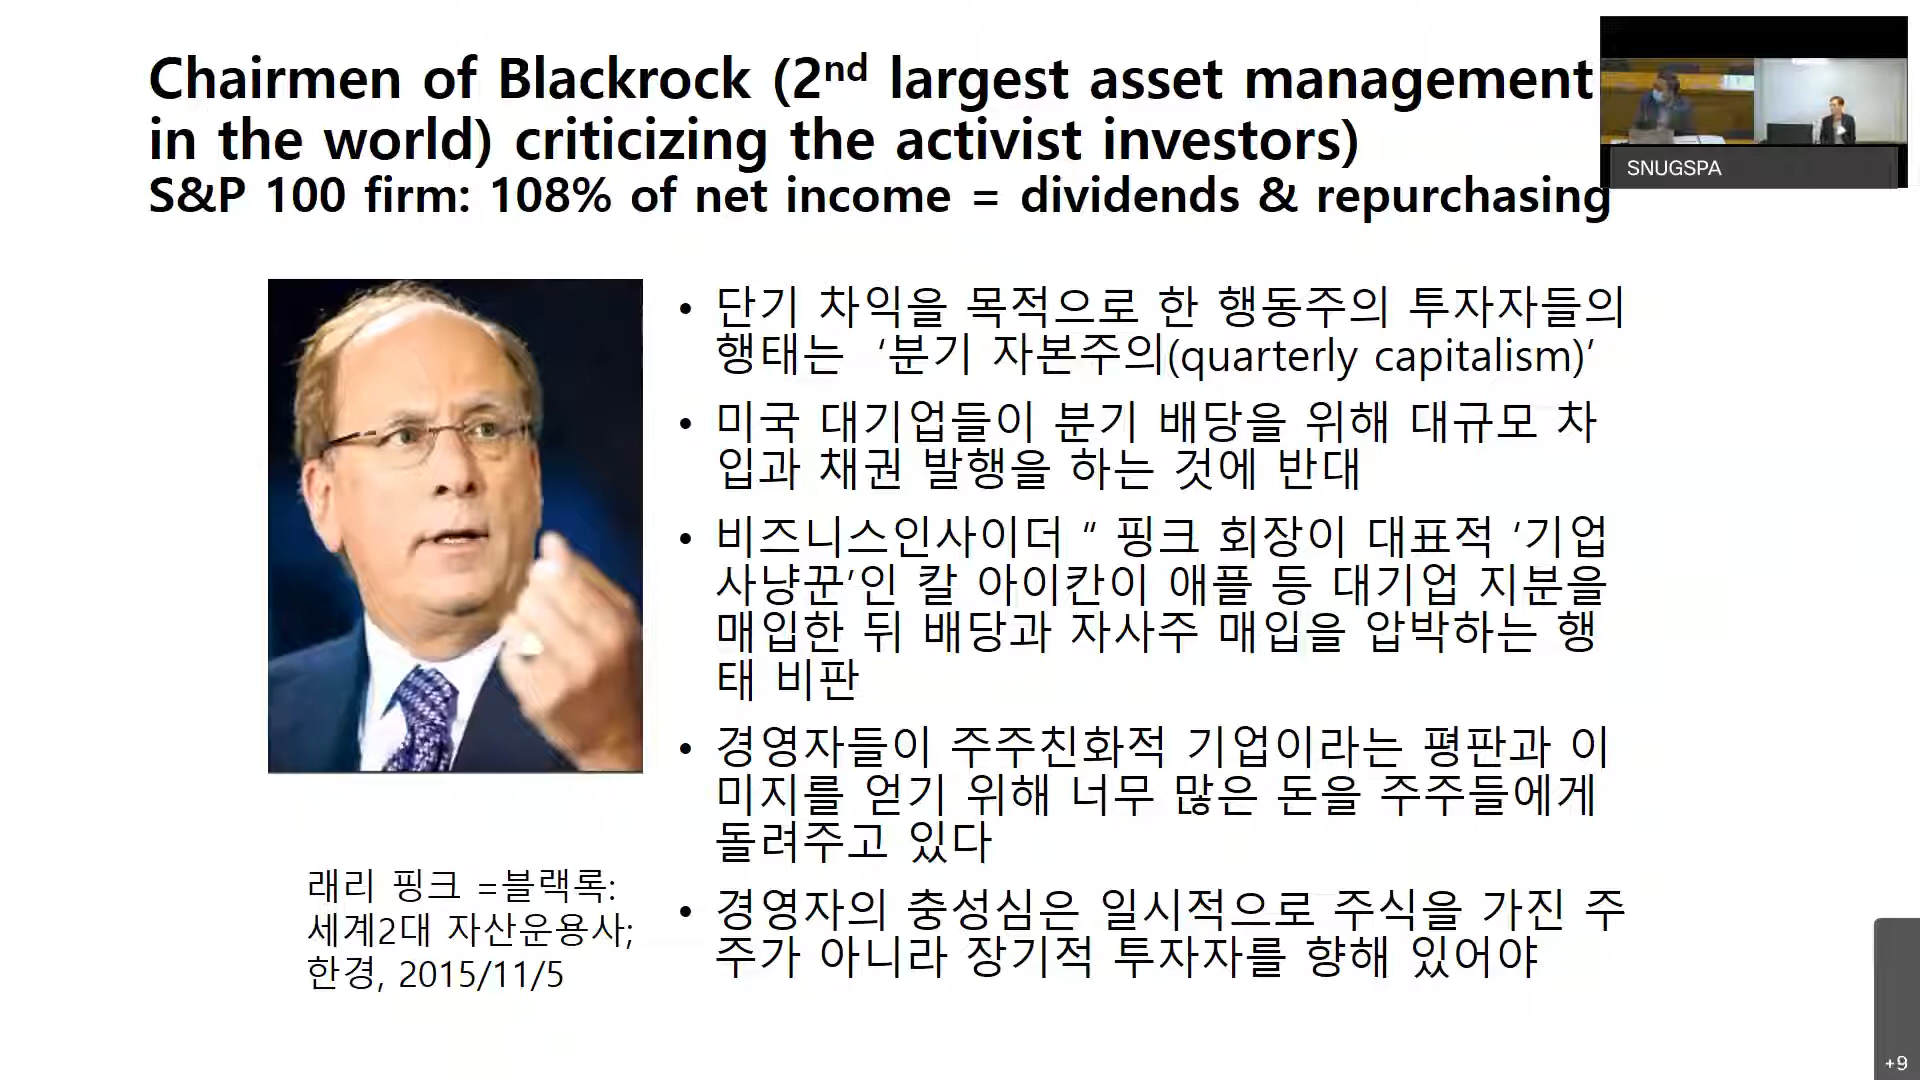 Chairmen of Blackrock (2nd largest asset management
in the world) criticizing the activist investors)
S&P 100 firm: 108% of net income = dividends & repurchasing
SNUGSPA
• 단기 차익을 목적으로 한 행동주의 투자자들의
행태는 ‘분기 자본주의(quarterly capitalism)’
• 미국 대기업들이 분기 배당을 위해 대규모 차
입과 채권 발행을 하는 것에 반대
• 비즈니스인사이더 “ 핑크 회장이 대표적 ‘기업
사냥꾼’인 칼 아이칸이 애플 등 대기업 지분을
매입한 뒤 배당과 자사주 매입을 압박하는 행
태 비판
• 경영자들이 주주친화적 기업이라는 평판과 이
미지를 얻기 위해 너무 많은 돈을 주주들에게
돌려주고 있다
• 경영자의 충성심은 일시적으로 주식을 가진 주
주가 아니라 장기적 투자자를 향해 있어야
래리 핑크 =블랙록:
세계2대 자산운용사;
한경, 2015/11/5
+9